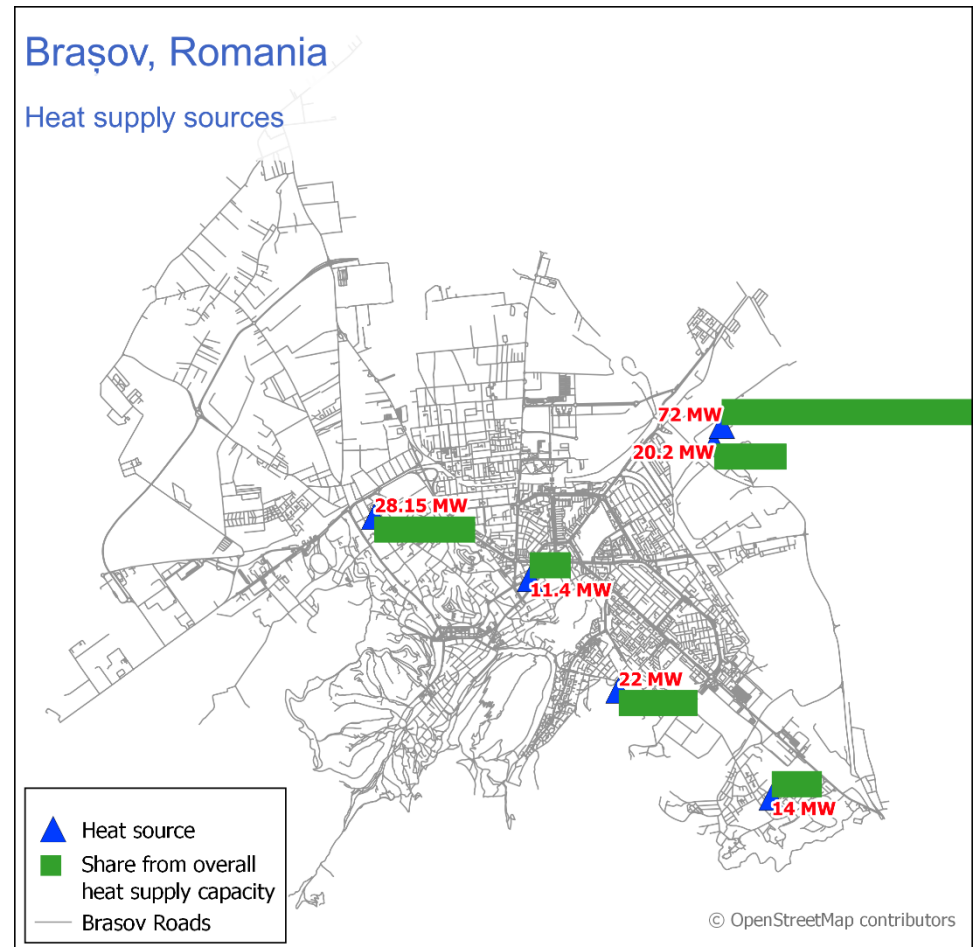 Brașov, Romania
Heat supply sources
72 MW
20.2 MW
28.15 MW
11.4 MW
22 MW
14 MW
Heat source
Share from overall
heat supply capacity
Brasov Roads
© OpenStreetMap contributors